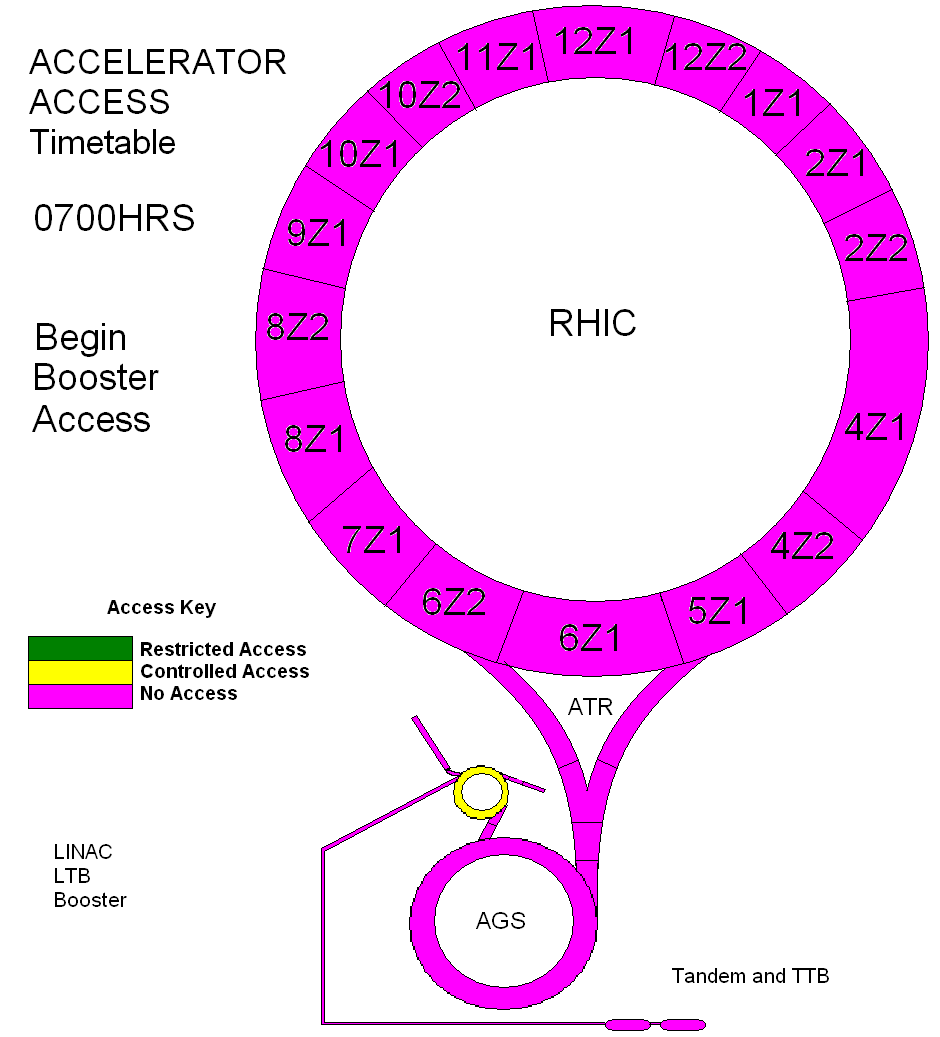 ACCELERATOR
ACCESS
Timetable
0700HRS
Begin
Booster
Access
11Z1
12Z1
12Z2
10Z2
1Z1
10Z1
2Z1
9Z1
2Z2
8Z2
RHIC
8Z1
4Z1
7Z1
4Z2
6Z2
6Z1
5Z1
Access Key
Restricted Access
Controlled Access
No Access
ATR
LINAC
LTB
Booster
AGS
Tandem and TTB